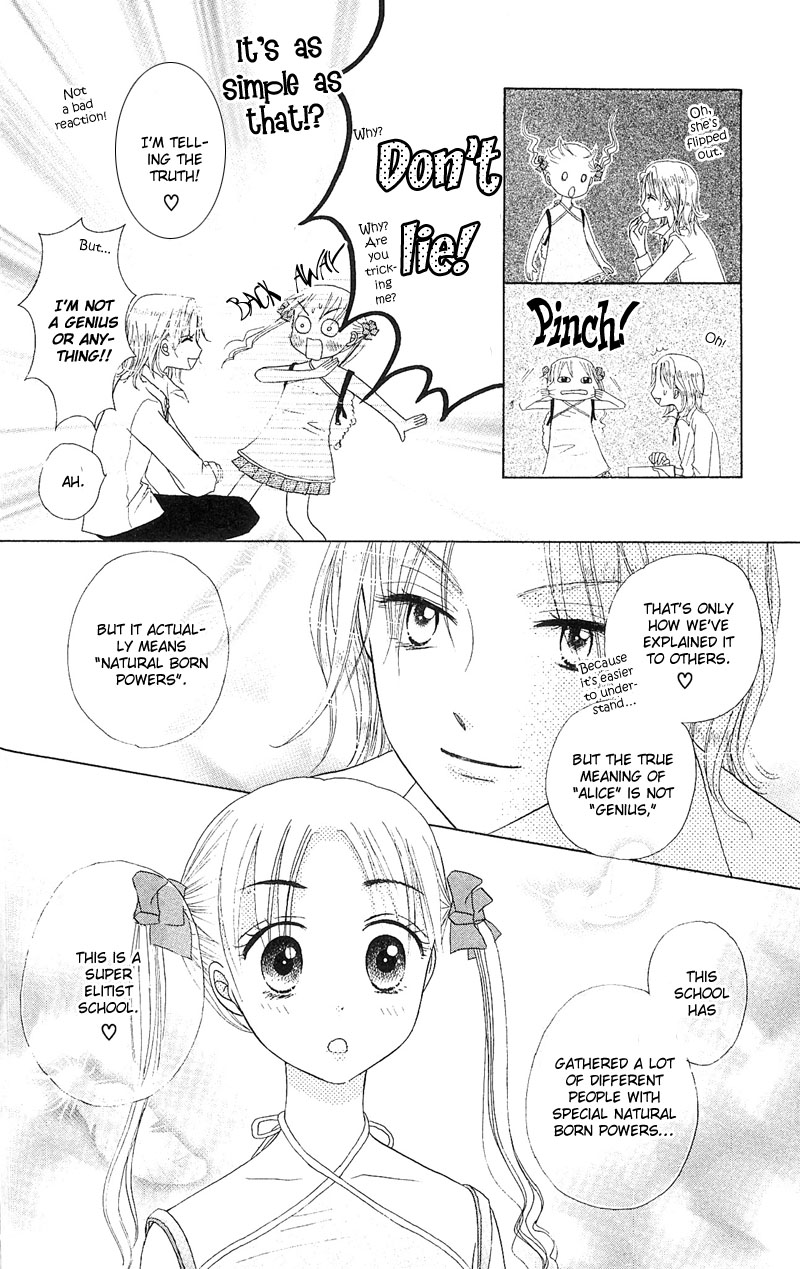 Oh,
she's
flipped
out.
Pinch!
Oh!
It's as
simple as
that!?
Why?
Don't
lie!
Why?
Are
you
trick-
ing
me?
BACK AWAY
Not
a bad
reaction!
I'M TELL-
ING THE
TRUTH!
♡
But...
I'M NOT
A GENIUS
OR ANY-
THING!!
AH.
THAT'S ONLY
HOW WE'VE
EXPLAINED IT
TO OTHERS.
♡
Because
it's easier
to under-
stand...
BUT THE TRUE
MEANING OF
"ALICE" IS NOT
"GENIUS,"
BUT IT ACTUAL-
LY MEANS
"NATURAL BORN
POWERS".
THIS
SCHOOL
HAS
GATHERED A LOT
OF DIFFERENT
PEOPLE WITH
SPECIAL NATURAL
BORN POWERS...
THIS IS A
SUPER
ELITIST
SCHOOL.
♡